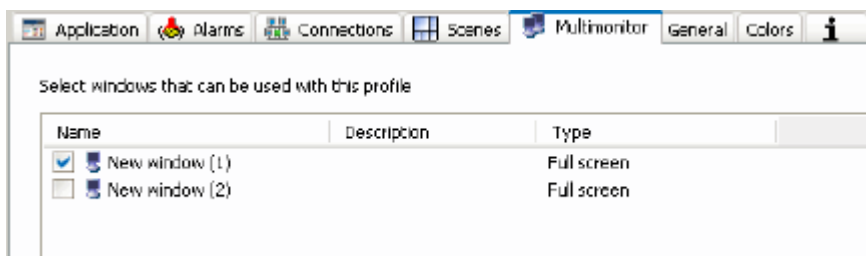 Application Alarms Connections Scenes Multimonitor General Colors i
Select windows that can be used with this profile
Name Description Type
New window (1) Full screen
New window (2) Full screen